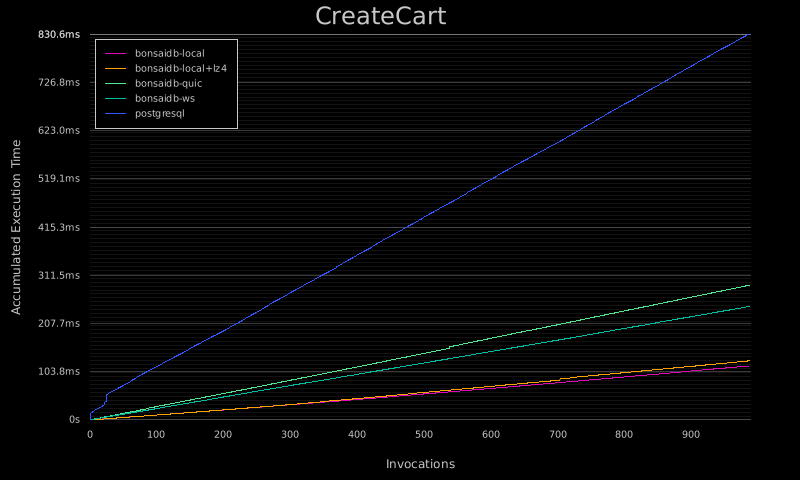 CreateCart
830.6ms
726.8ms
623.0ms
519.1ms
415.3ms
311.5ms
207.7ms
103.8ms
0s
bonsaidb-local
bonsaidb-local+lz4
bonsaidb-quic
bonsaidb-ws
postgresql
Accumulated Execution Time
0 100 200 300 400 500 600 700 800 900
Invocations